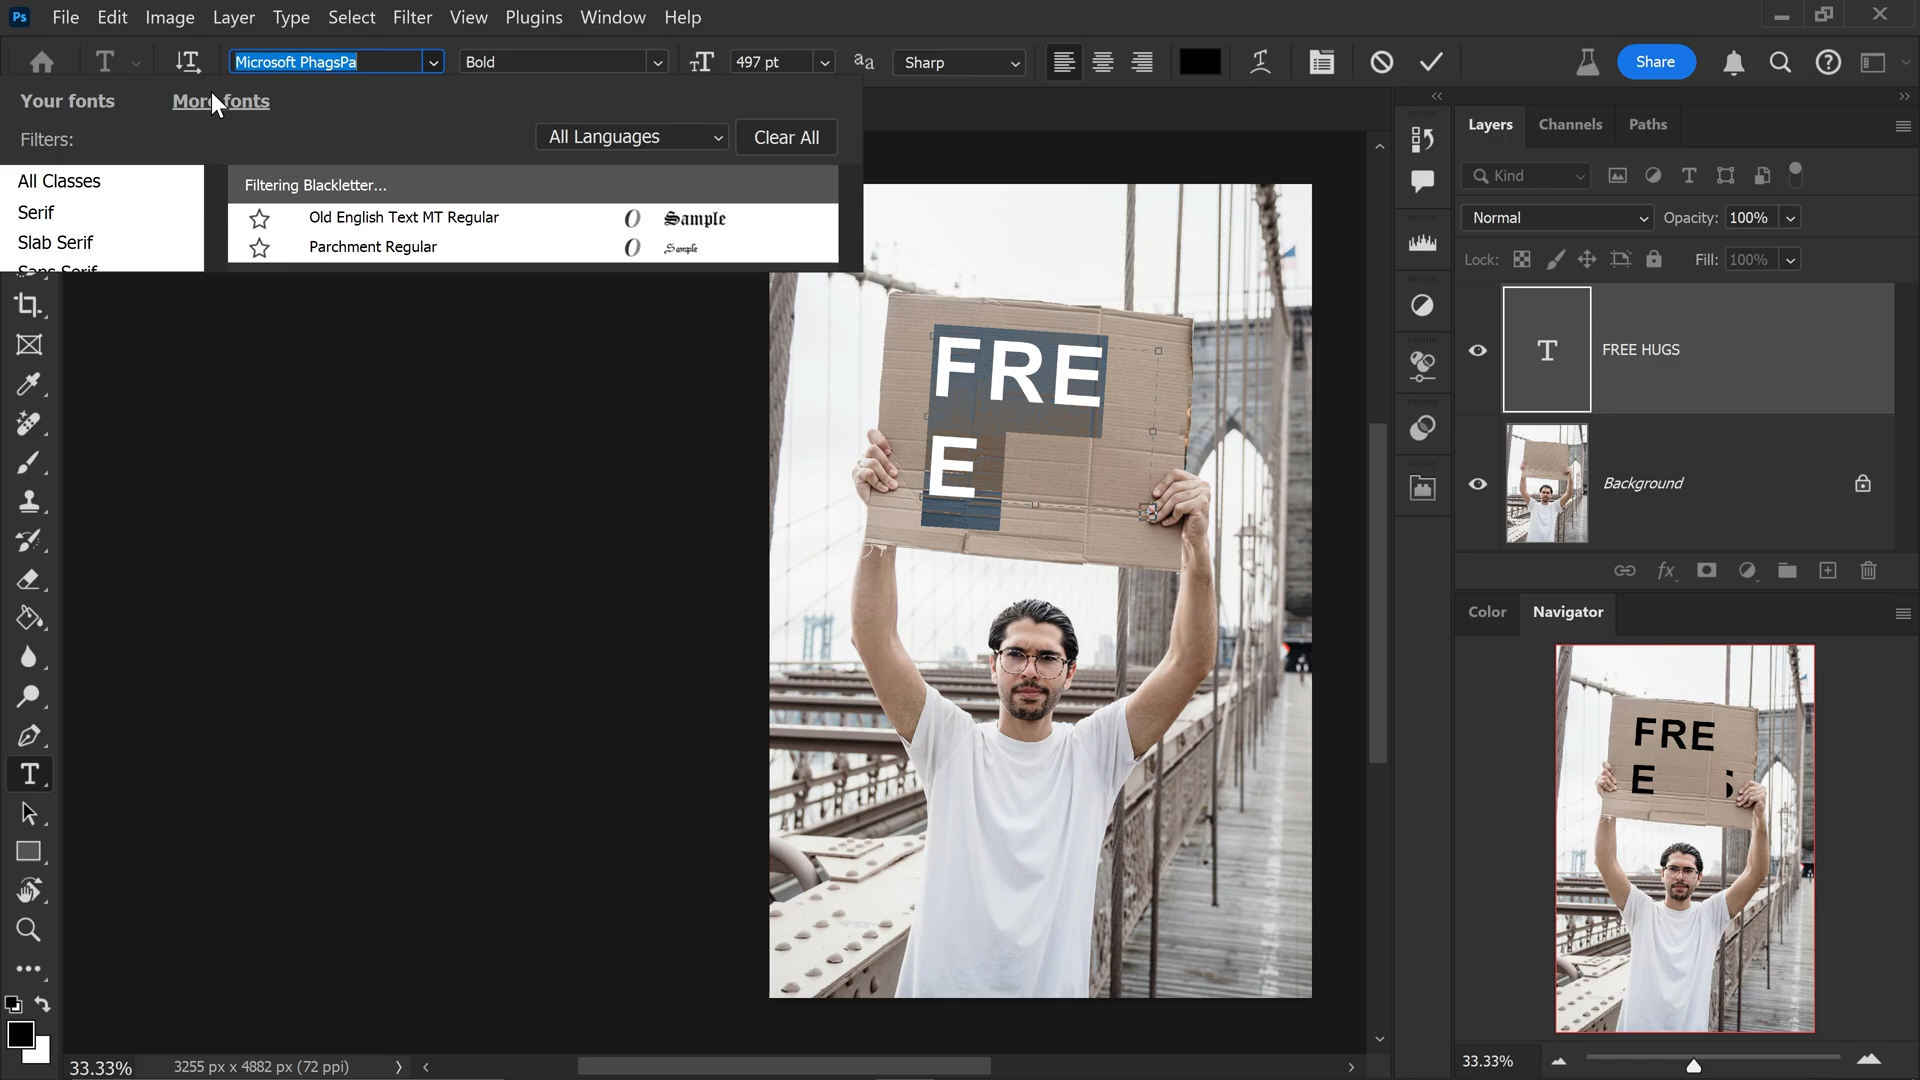 Ps File Edit Image Layer Type Select Filter View Plugins Window Help
T Microsoft PhagsPa Bold 497 pt Sharp Share
Your fonts More fonts
Filters: All Languages Clear All
All Classes
Serif
Slab Serif
Sans Serif
Filtering Blackletter...
Old English Text MT Regular Sample
Parchment Regular Sample
FRE
E
Layers Channels Paths
Kind
Normal Opacity: 100%
Lock: Fill: 100%
T FREE HUGS
Background
fx
Color Navigator
FRE
E
33.33% 3255 px x 4882 px (72 ppi)
33.33%